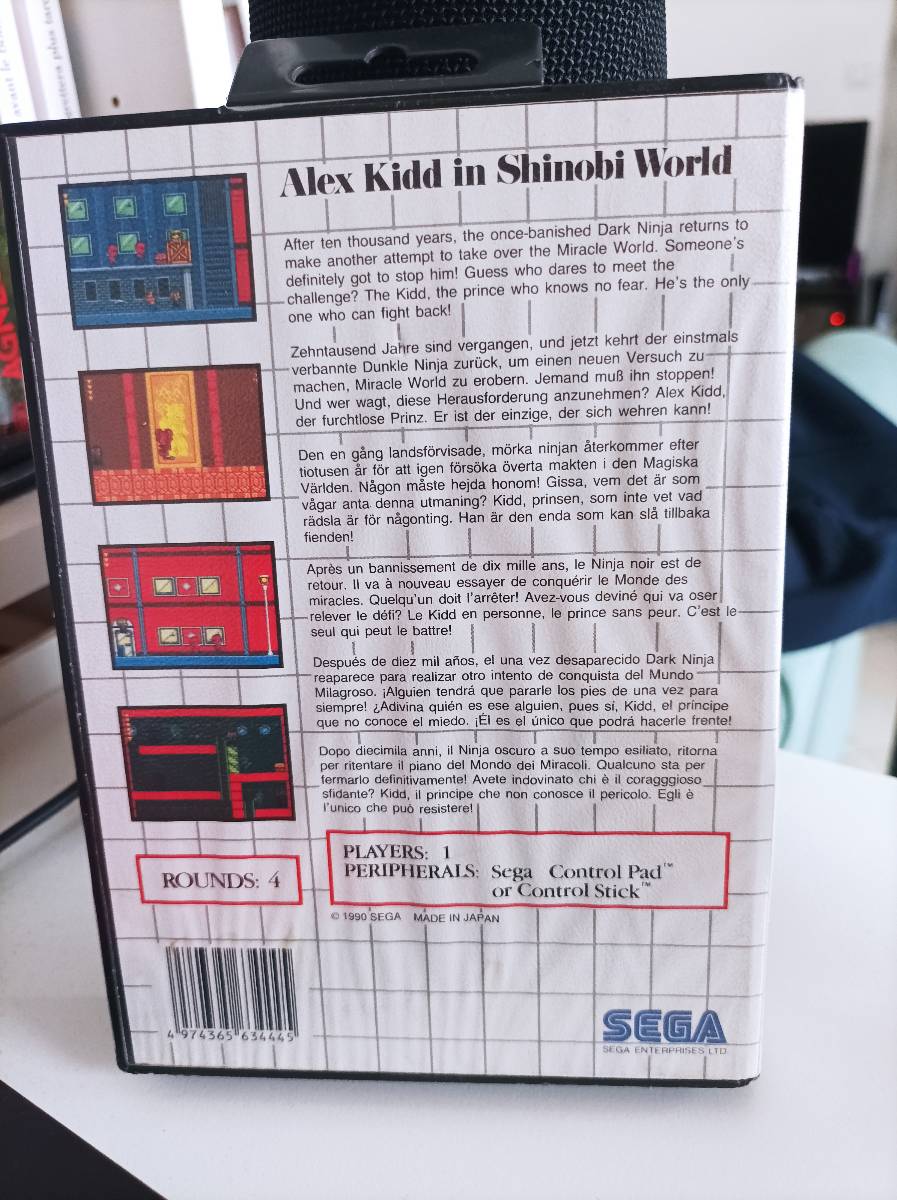 avant le
ettera plus tard
AGN
Alex Kidd in Shinobi World
After ten thousand years, the once-banished Dark Ninja returns to
make another attempt to take over the Miracle World. Someone's
definitely got to stop him! Guess who dares to meet the
challenge? The Kidd, the prince who knows no fear. He's the only
one who can fight back!
Zehntausend Jahre sind vergangen, und jetzt kehrt der einstmals
verbannte Dunkle Ninja zurück, um einen neuen Versuch zu
machen, Miracle World zu erobern. Jemand muß ihn stoppen!
Und wer wagt, diese Herausforderung anzunehmen? Alex Kidd,
der furchtlose Prinz. Er ist der einzige, der sich wehren kann!
Den en gång landsförvisade, mörka ninjan återkommer efter
tiotusen år för att igen försöka överta makten i den Magiska
Världen. Någon måste hejda honom! Gissa, vem det är som
vågar anta denna utmaning? Kidd, prinsen, som inte vet vad
rädsla är för någonting. Han är den enda som kan slå tillbaka
fienden!
Après un bannissement de dix mille ans, le Ninja noir est de
retour. Il va à nouveau essayer de conquérir le Monde des
miracles. Quelqu'un doit l'arrêter! Avez-vous deviné qui va oser
relever le défi? Le Kidd en personne, le prince sans peur. C'est le
seul qui peut le battre!
Después de diez mil años, el una vez desaparecido Dark Ninja
reaparece para realizar otro intento de conquista del Mundo
Milagroso. ¡Alguien tendrá que pararle los pies de una vez para
siempre! ¿Adivina quién es ese alguien, pues sí, Kidd, el príncipe
que no conoce el miedo. ¡Él es el único que podrá hacerle frente!
Dopo diecimila anni, il Ninja oscuro a suo tempo esiliato, ritorna
per ritentare il piano del Mondo dei Miracoli. Qualcuno sta per
fermarlo definitivamente! Avete indovinato chi è il coragggioso
sfidante? Kidd, il principe che non conosce il pericolo. Egli è
l'unico che può resistere!
ROUNDS: 4
PLAYERS: 1
PERIPHERALS: Sega Control Pad™
or Control Stick™
© 1990 SEGA MADE IN JAPAN
4 974365 634445
SEGA
SEGA ENTERPRISES LTD.